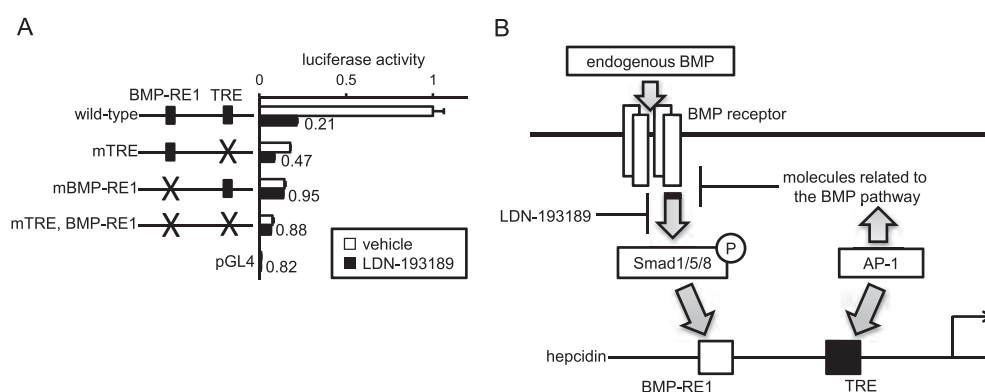 A
luciferase activity
0 0.5 1
BMP-RE1 TRE
wild-type
0.21
mTRE
0.47
mBMP-RE1
0.95
mTRE, BMP-RE1
0.88
pGL4
0.82
vehicle
LDN-193189
B
endogenous BMP
BMP receptor
molecules related to
the BMP pathway
LDN-193189
P
Smad1/5/8
AP-1
hepcidin
BMP-RE1
TRE